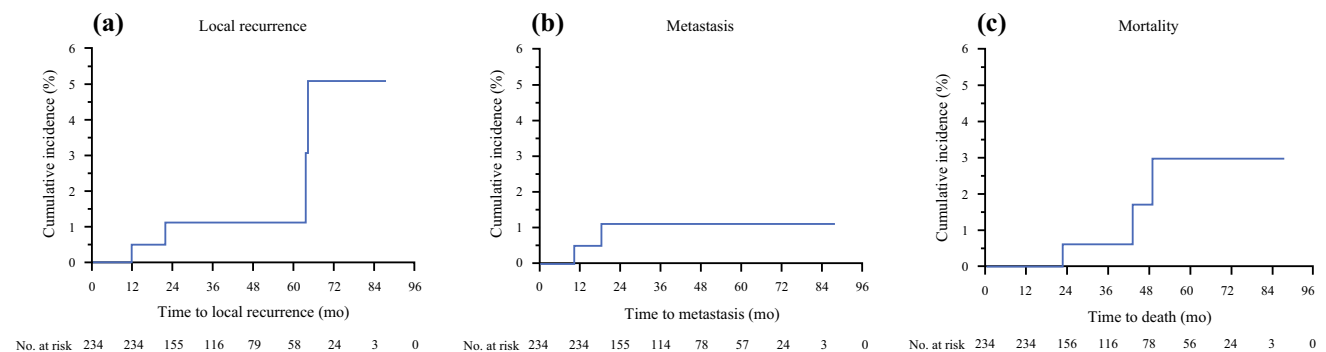 (a) Local recurrence
6
5
4
3
2
1
0
Cumulative incidence (%)
0 12 24 36 48 60 72 84 96
Time to local recurrence (mo)
No. at risk 234 234 155 116 79 58 24 3 0
(b) Metastasis
6
5
4
3
2
1
0
Cumulative incidence (%)
0 12 24 36 48 60 72 84 96
Time to metastasis (mo)
No. at risk 234 234 155 114 78 57 24 3 0
(c) Mortality
6
5
4
3
2
1
0
Cumulative incidence (%)
0 12 24 36 48 60 72 84 96
Time to death (mo)
No. at risk 234 234 156 116 78 56 24 3 0